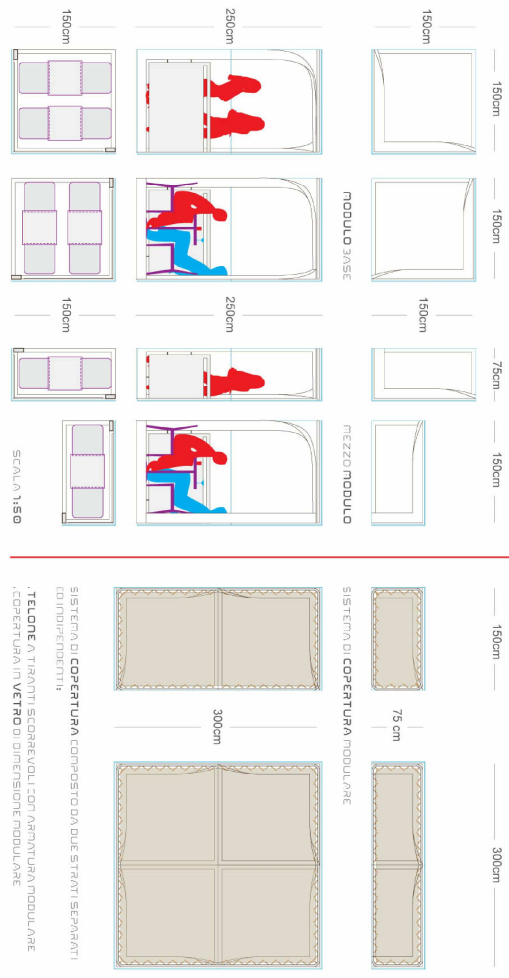 150cm 150cm 75cm 150cm 150cm 300cm
150cm 150cm 75 cm
MODULO BASE
MEZZO MODULO
SISTEMA DI COPERTURA MODULARE
250cm 250cm 300cm
150cm 150cm
SCALA 1:50
SISTEMA DI COPERTURA COMPOSTO DA DUE STRATI SEPARATI
ED INDIPENDENTI:
. TELONE A TIRANTI SCORREVOLI CON ARMATURA MODULARE
. COPERTURA IN VETRO DI DIMENSIONE MODULARE